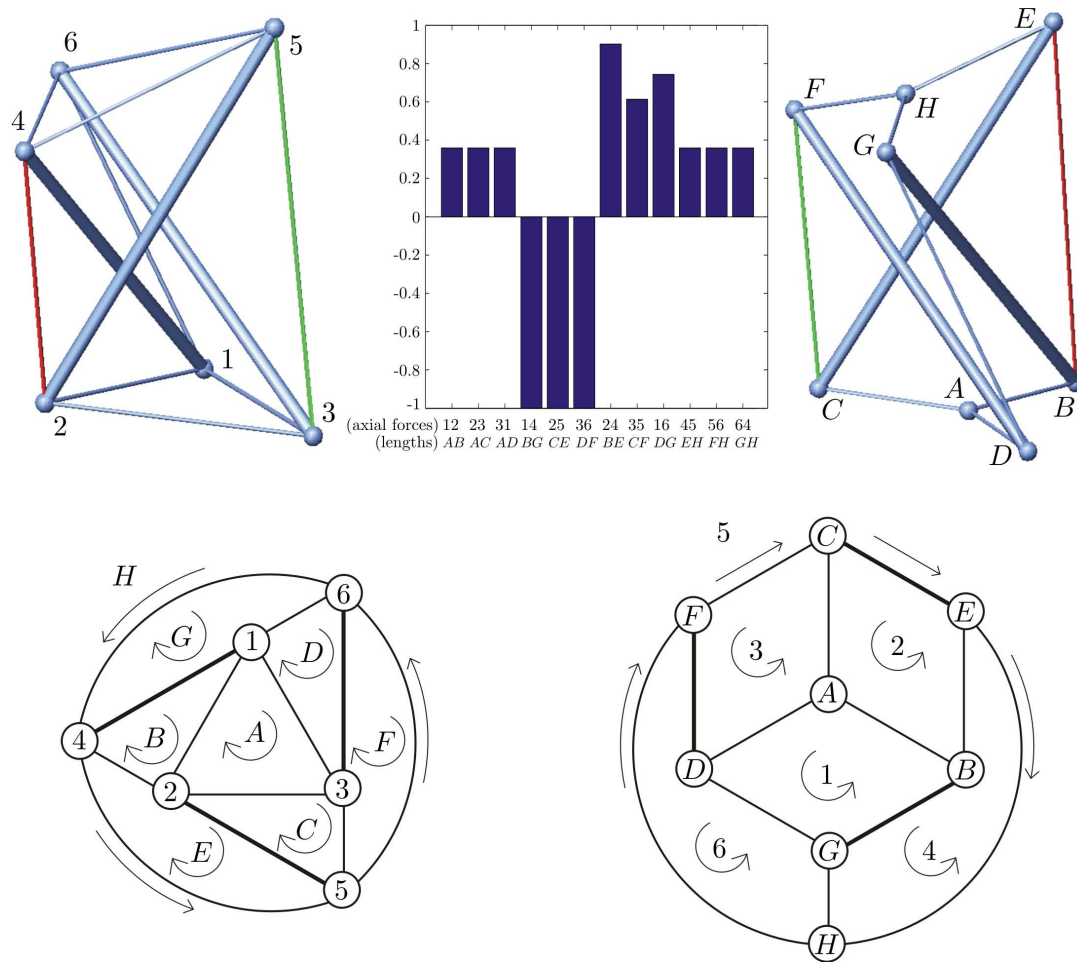 6
5
4
1
2
3
1
0.8
0.6
0.4
0.2
0
-0.2
-0.4
-0.6
-0.8
-1
(axial forces) 12 23 31 14 25 36 24 35 16 45 56 64
(lengths) AB AC AD BG CE DF BE CF DG EH FH GH
E
F
H
G
A
C
B
D
H
6
G
1
D
4
B
A
F
2
3
C
E
5
5
C
F
E
3
2
A
D
1
B
6
G
4
H